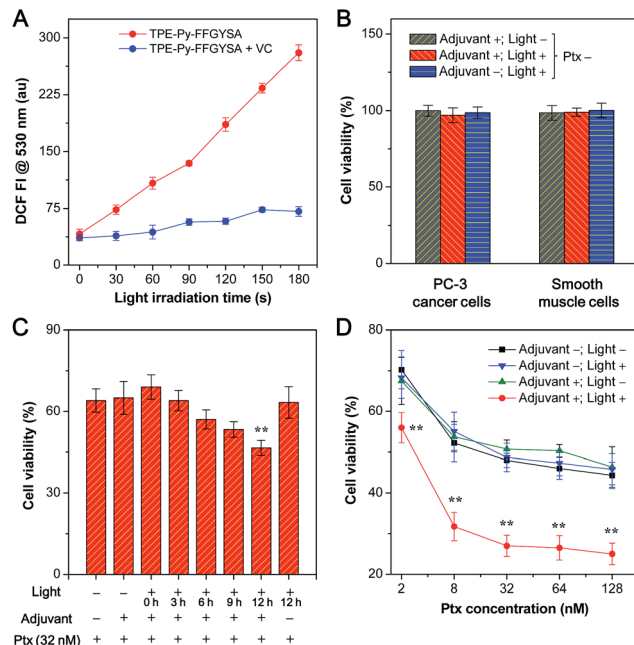 A
TPE-Py-FFGYSA
TPE-Py-FFGYSA + VC
DCF FI @ 530 nm (au)
300
225
150
75
0
0 30 60 90 120 150 180
Light irradiation time (s)
B
Adjuvant +; Light –
Adjuvant +; Light +
Adjuvant –; Light +
Ptx –
Cell viability (%)
150
100
50
0
PC-3
cancer cells
Smooth
muscle cells
C
Cell viability (%)
90
60
30
0
**
Light – – + + + + + +
0 h 3 h 6 h 9 h 12 h 12 h
Adjuvant – + + + + + + –
Ptx (32 nM) + + + + + + + +
D
Adjuvant –; Light –
Adjuvant –; Light +
Adjuvant +; Light –
Adjuvant +; Light +
Cell viability (%)
80
60
40
20
** ** ** ** **
2 8 32 64 128
Ptx concentration (nM)